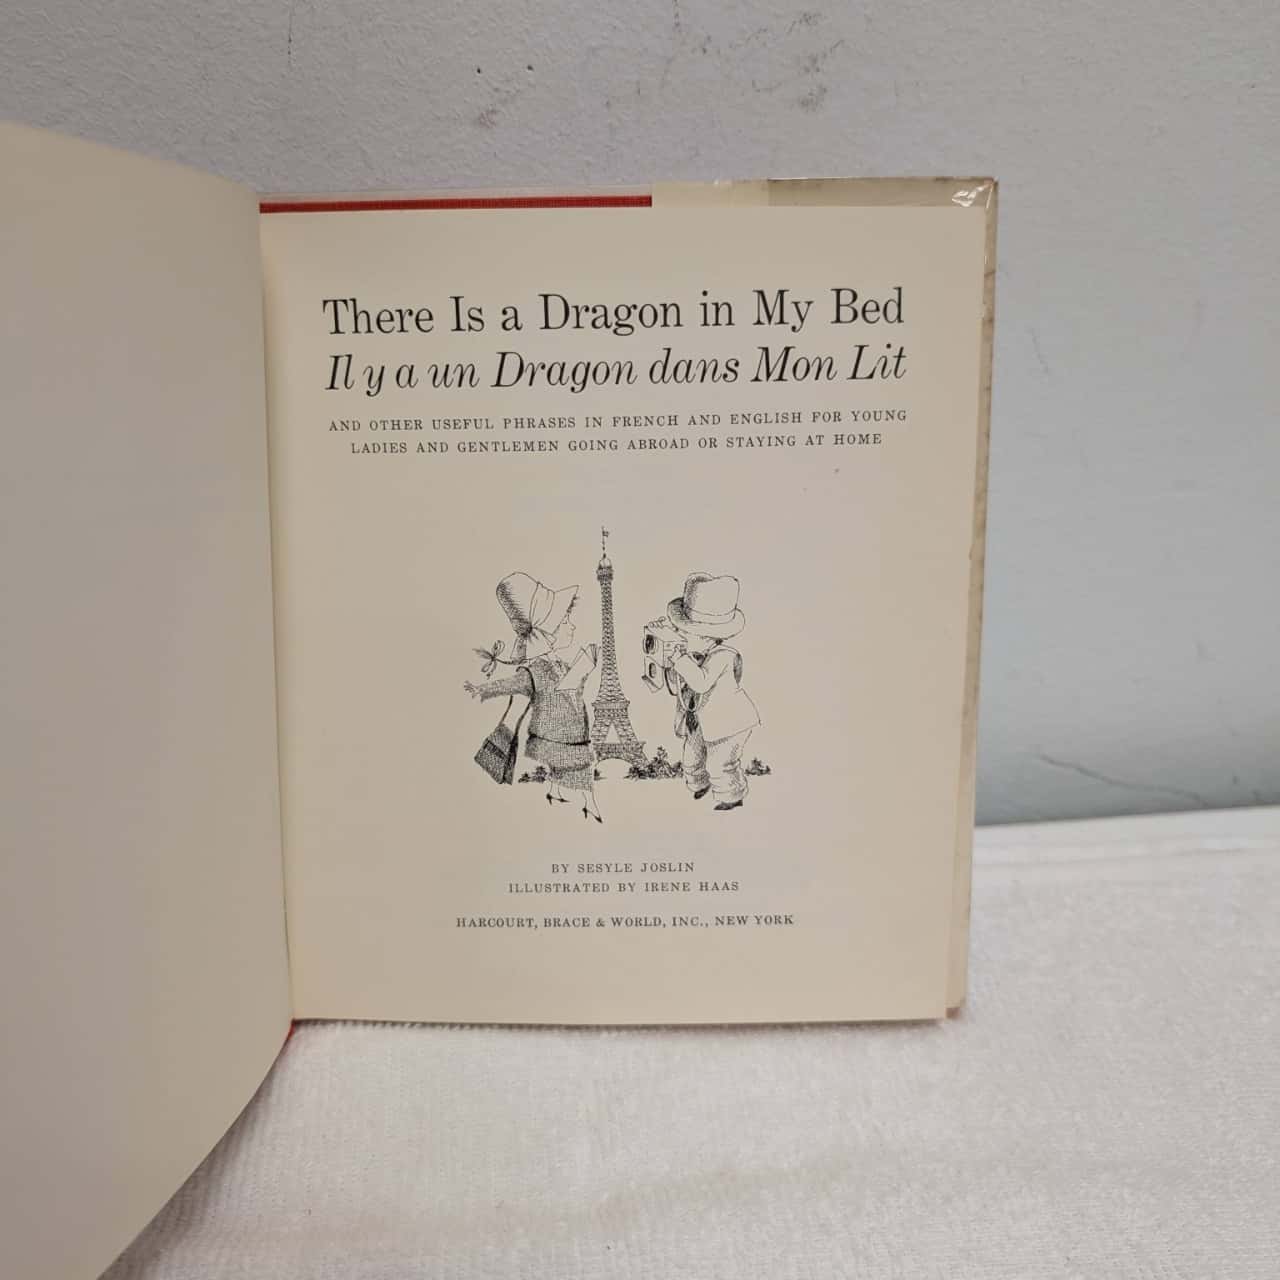 There Is a Dragon in My Bed
Il y a un Dragon dans Mon Lit
AND OTHER USEFUL PHRASES IN FRENCH AND ENGLISH FOR YOUNG
LADIES AND GENTLEMEN GOING ABROAD OR STAYING AT HOME
BY SESYLE JOSLIN
ILLUSTRATED BY IRENE HAAS
HARCOURT, BRACE & WORLD, INC., NEW YORK